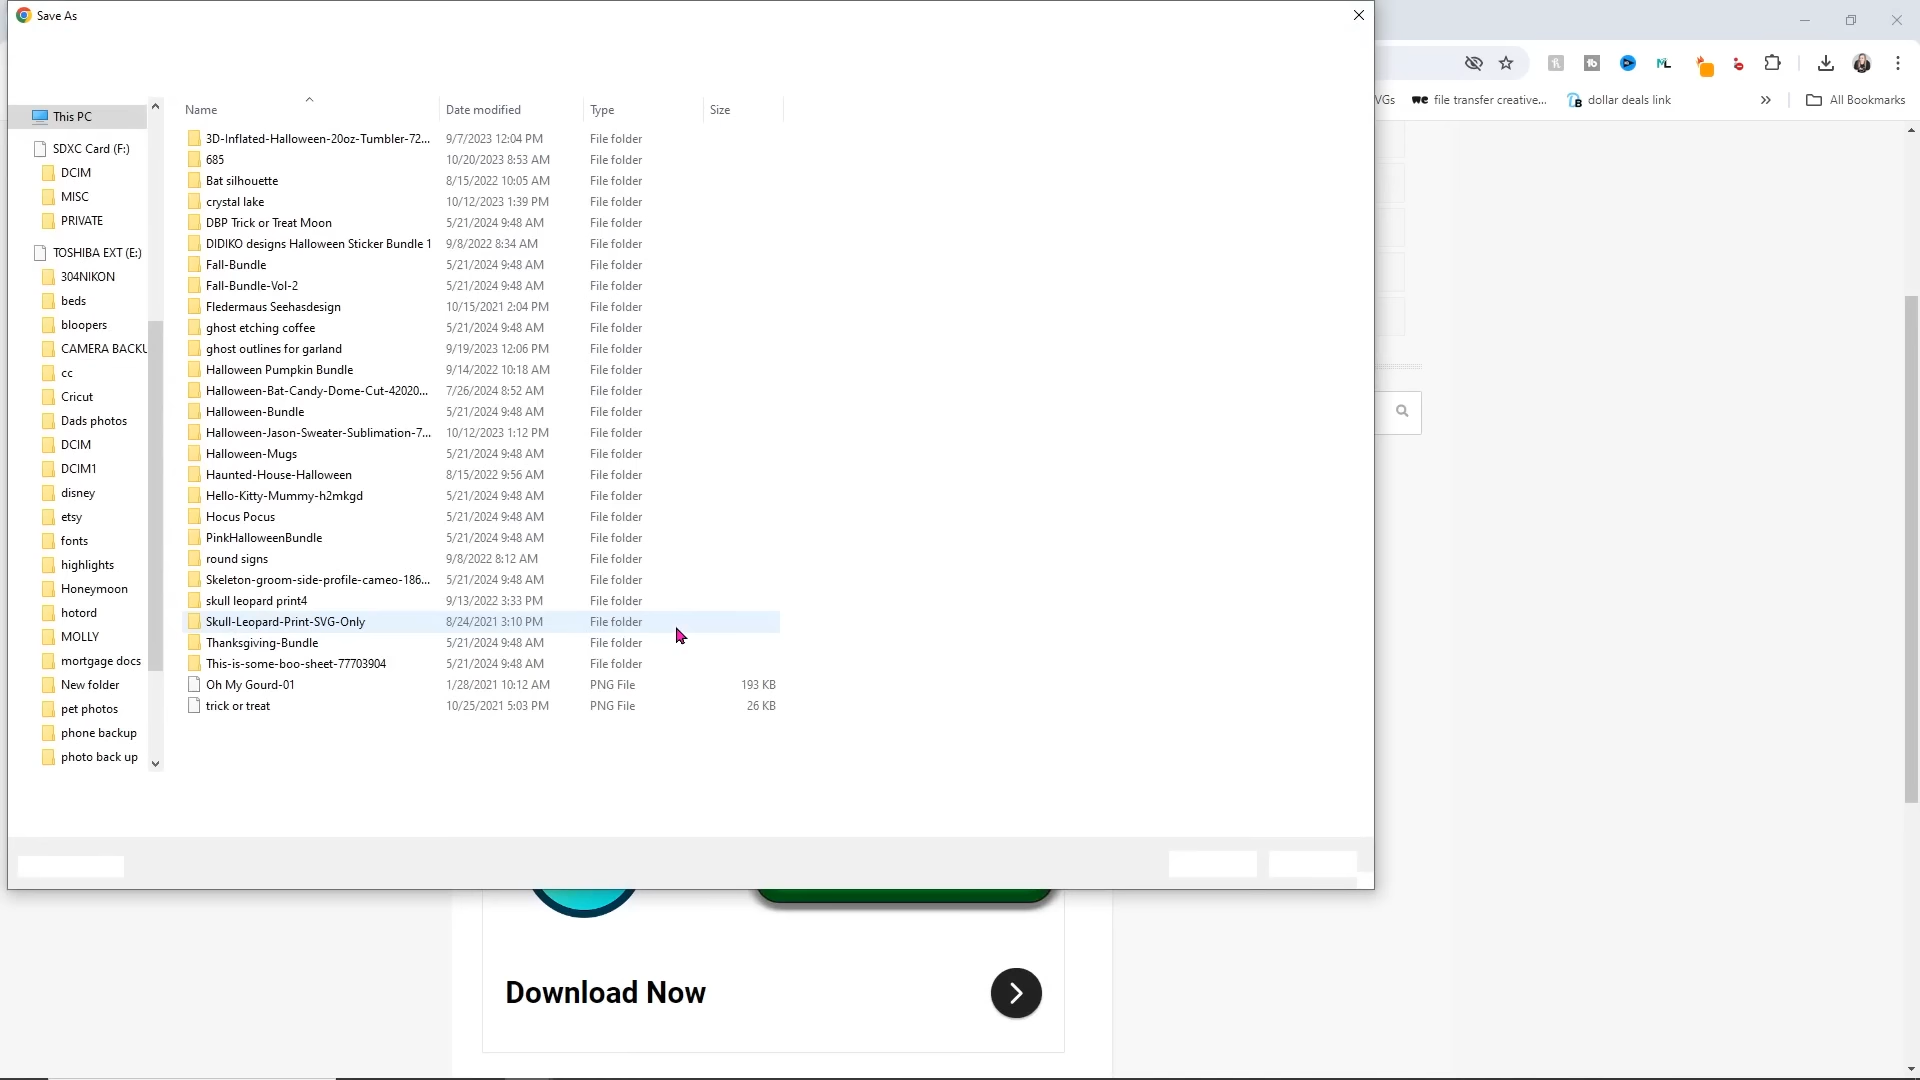 Save As
Name Date modified Type Size
This PC
SDXC Card (F:)
DCIM
MISC
PRIVATE
TOSHIBA EXT (E:)
304NIKON
beds
bloopers
CAMERA BACKU
cc
Cricut
Dads photos
DCIM
DCIM1
disney
etsy
fonts
highlights
Honeymoon
hotord
MOLLY
mortgage docs
New folder
pet photos
phone backup
photo back up
3D-Inflated-Halloween-20oz-Tumbler-72... 9/7/2023 12:04 PM File folder
685 10/20/2023 8:53 AM File folder
Bat silhouette 8/15/2022 10:05 AM File folder
crystal lake 10/12/2023 1:39 PM File folder
DBP Trick or Treat Moon 5/21/2024 9:48 AM File folder
DIDIKO designs Halloween Sticker Bundle 1 9/8/2022 8:34 AM File folder
Fall-Bundle 5/21/2024 9:48 AM File folder
Fall-Bundle-Vol-2 5/21/2024 9:48 AM File folder
Fledermaus Seehasdesign 10/15/2021 2:04 PM File folder
ghost etching coffee 5/21/2024 9:48 AM File folder
ghost outlines for garland 9/19/2023 12:06 PM File folder
Halloween Pumpkin Bundle 9/14/2022 10:18 AM File folder
Halloween-Bat-Candy-Dome-Cut-42020... 7/26/2024 8:52 AM File folder
Halloween-Bundle 5/21/2024 9:48 AM File folder
Halloween-Jason-Sweater-Sublimation-7... 10/12/2023 1:12 PM File folder
Halloween-Mugs 5/21/2024 9:48 AM File folder
Haunted-House-Halloween 8/15/2022 9:56 AM File folder
Hello-Kitty-Mummy-h2mkgd 5/21/2024 9:48 AM File folder
Hocus Pocus 5/21/2024 9:48 AM File folder
PinkHalloweenBundle 5/21/2024 9:48 AM File folder
round signs 9/8/2022 8:12 AM File folder
Skeleton-groom-side-profile-cameo-186... 5/21/2024 9:48 AM File folder
skull leopard print4 9/13/2022 3:33 PM File folder
Skull-Leopard-Print-SVG-Only 8/24/2021 3:10 PM File folder
Thanksgiving-Bundle 5/21/2024 9:48 AM File folder
This-is-some-boo-sheet-77703904 5/21/2024 9:48 AM File folder
Oh My Gourd-01 1/28/2021 10:12 AM PNG File 193 KB
trick or treat 10/25/2021 5:03 PM PNG File 26 KB
VGs we file transfer creative... dollar deals link » All Bookmarks
Download Now